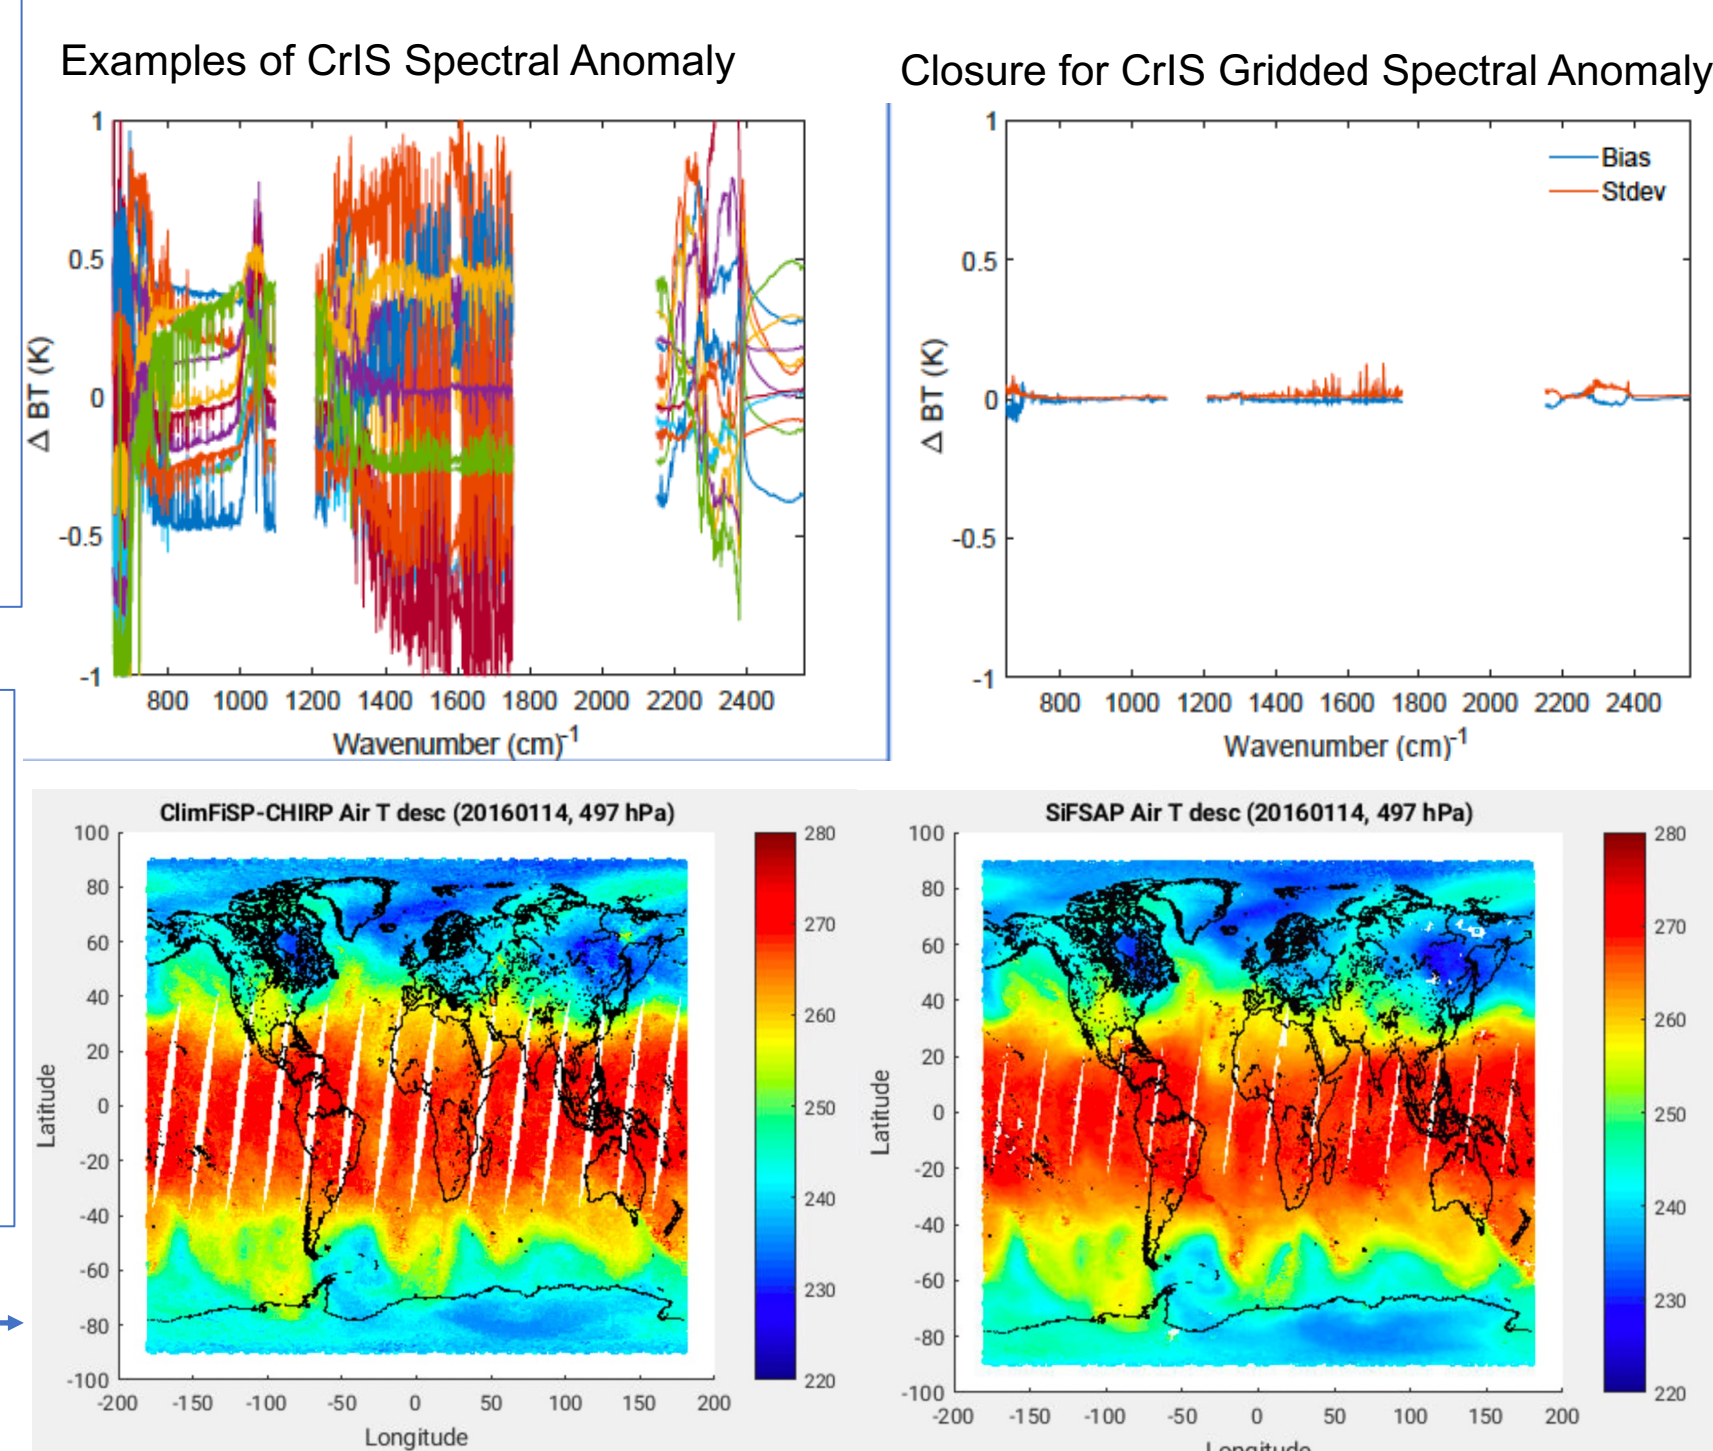 Examples of CrIS Spectral Anomaly
1
0.5
0
-0.5
-1
Δ BT (K)
800 1000 1200 1400 1600 1800 2000 2200 2400
Wavenumber (cm)-1
Closure for CrIS Gridded Spectral Anomaly
1
0.5
0
-0.5
-1
Δ BT (K)
Bias
Stdev
800 1000 1200 1400 1600 1800 2000 2200 2400
Wavenumber (cm)-1
ClimFiSP-CHIRP Air T desc (20160114, 497 hPa)
100
80
60
40
20
0
-20
-40
-60
-80
-100
Latitude
-200 -150 -100 -50 0 50 100 150 200
Longitude
280
270
260
250
240
230
220
SiFSAP Air T desc (20160114, 497 hPa)
100
80
60
40
20
0
-20
-40
-60
-80
-100
Latitude
-200 -150 -100 -50 0 50 100 150 200
Longitude
280
270
260
250
240
230
220